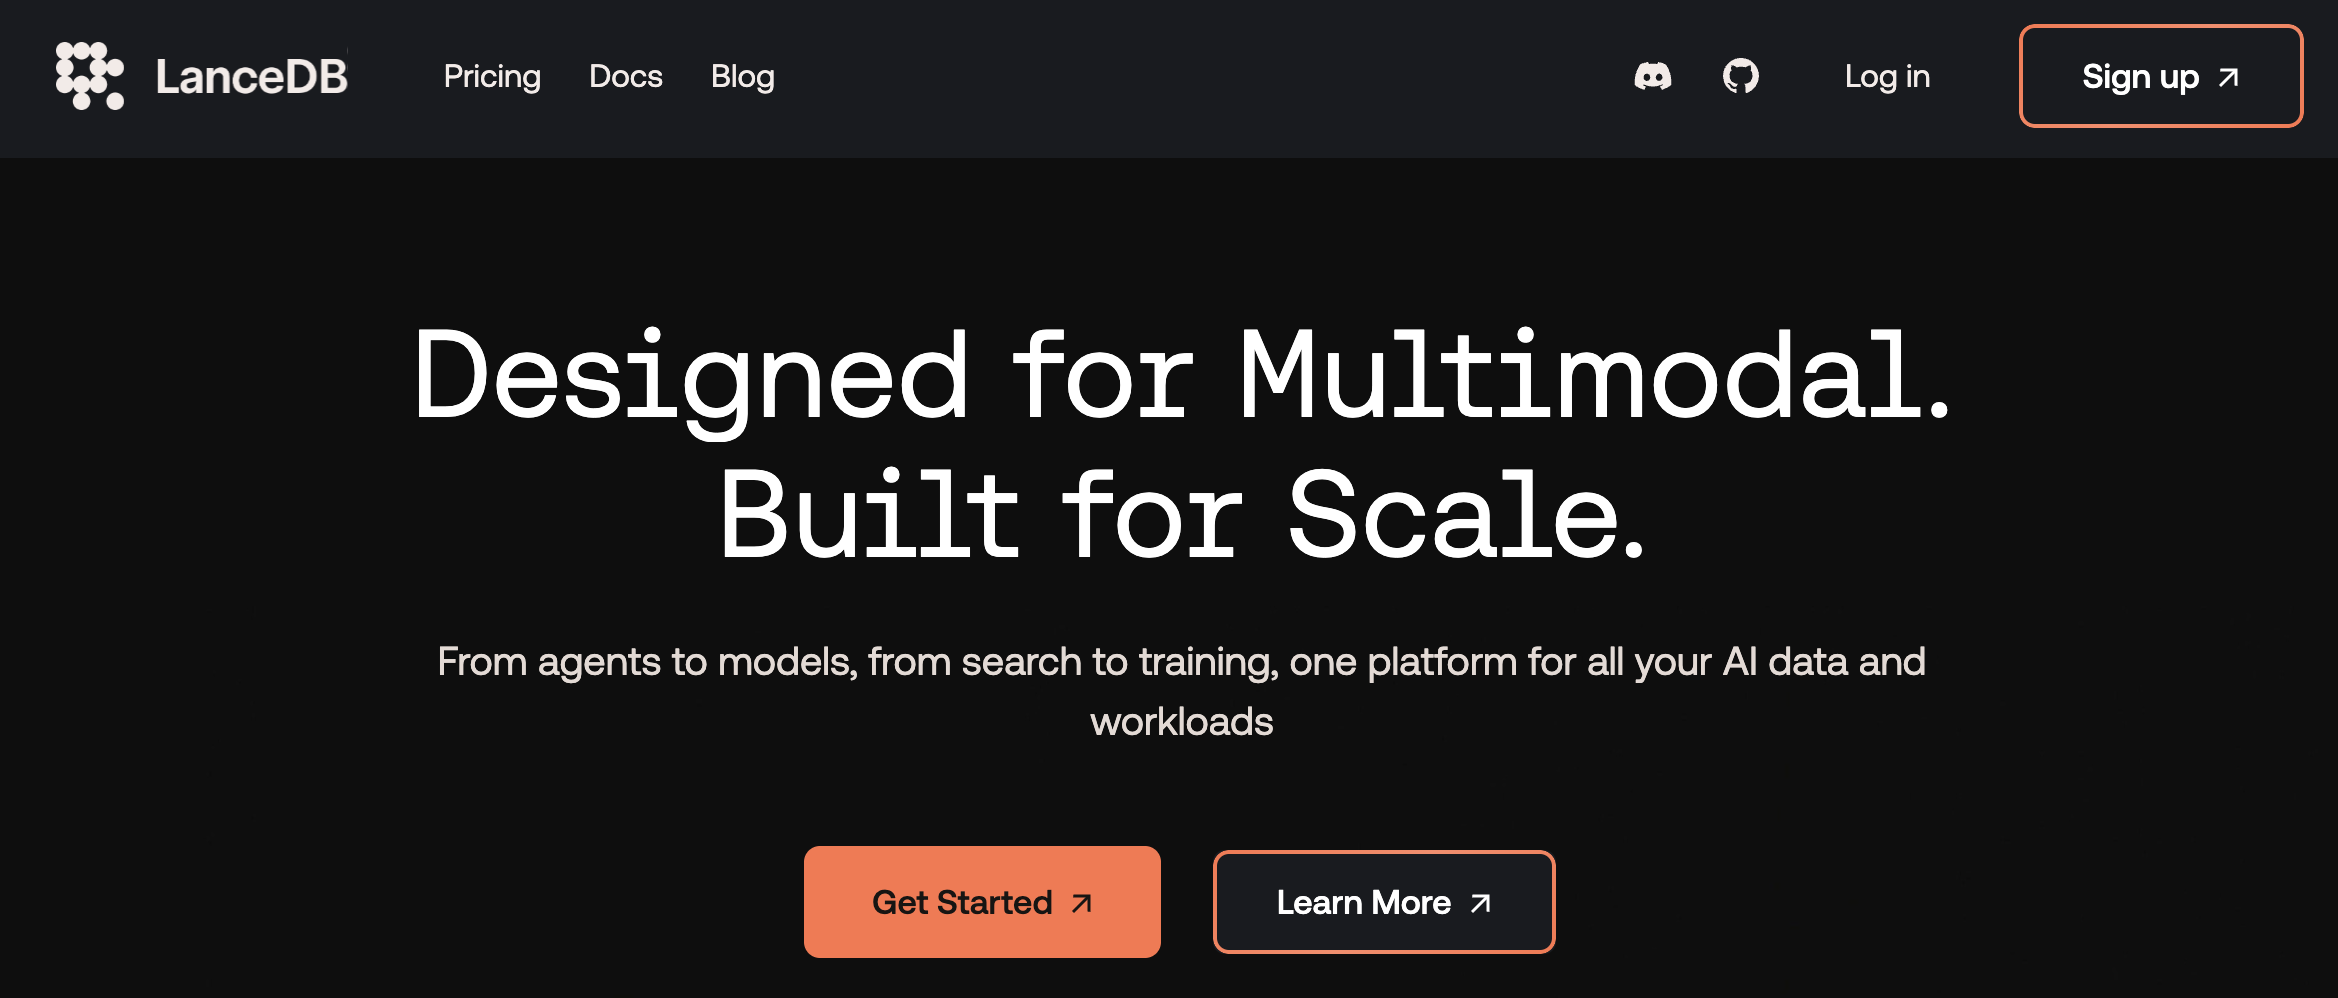 LanceDB
Pricing
Docs
Blog
Log in
Sign up
Designed for Multimodal.
Built for Scale.
From agents to models, from search to training, one platform for all your AI data and
workloads
Get Started
Learn More